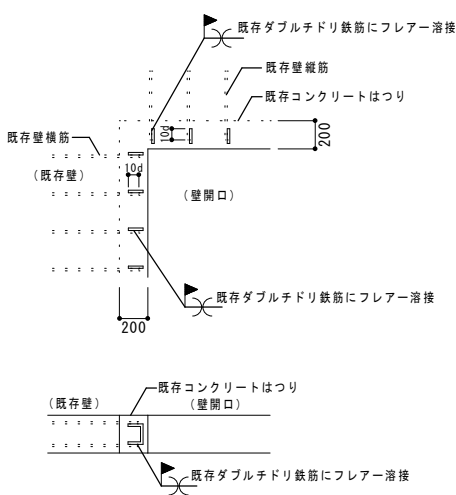 既存ダブルチドリ鉄筋にフレアー溶接
既存壁縦筋
既存コンクリートはつり
既存壁横筋
10d
200
(既存壁)
10d
(壁開口)
既存ダブルチドリ鉄筋にフレアー溶接
200
既存コンクリートはつり
(既存壁)
(壁開口)
既存ダブルチドリ鉄筋にフレアー溶接